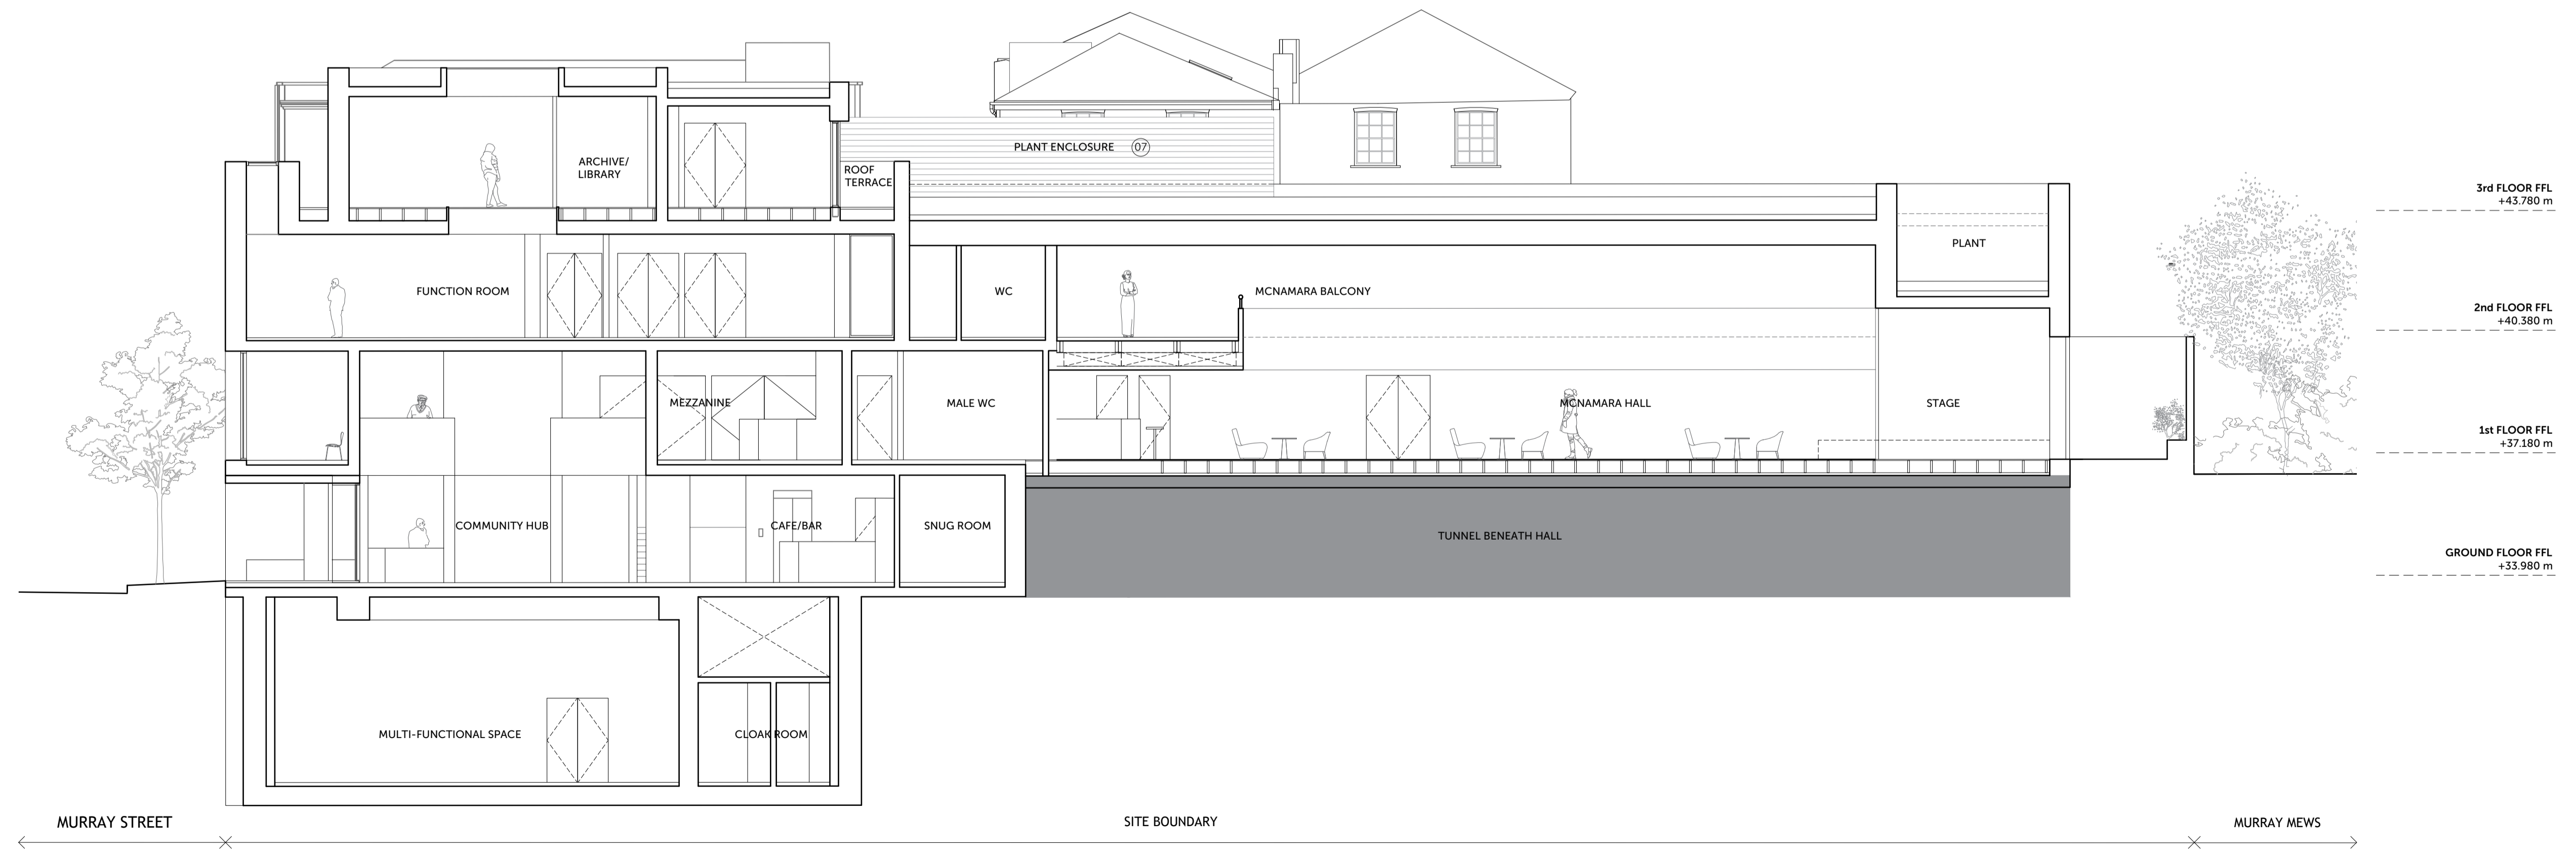 PLANT ENCLOSURE 07
ARCHIVE/
LIBRARY
ROOF
TERRACE
3rd FLOOR FFL
+43.780 m
PLANT
FUNCTION ROOM
WC
MCNAMARA BALCONY
2nd FLOOR FFL
+40.380 m
MEZZANINE
MALE WC
MCNAMARA HALL
STAGE
1st FLOOR FFL
+37.180 m
COMMUNITY HUB
CAFE/BAR
SNUG ROOM
TUNNEL BENEATH HALL
GROUND FLOOR FFL
+33.980 m
MULTI-FUNCTIONAL SPACE
CLOAK ROOM
MURRAY STREET
SITE BOUNDARY
MURRAY MEWS